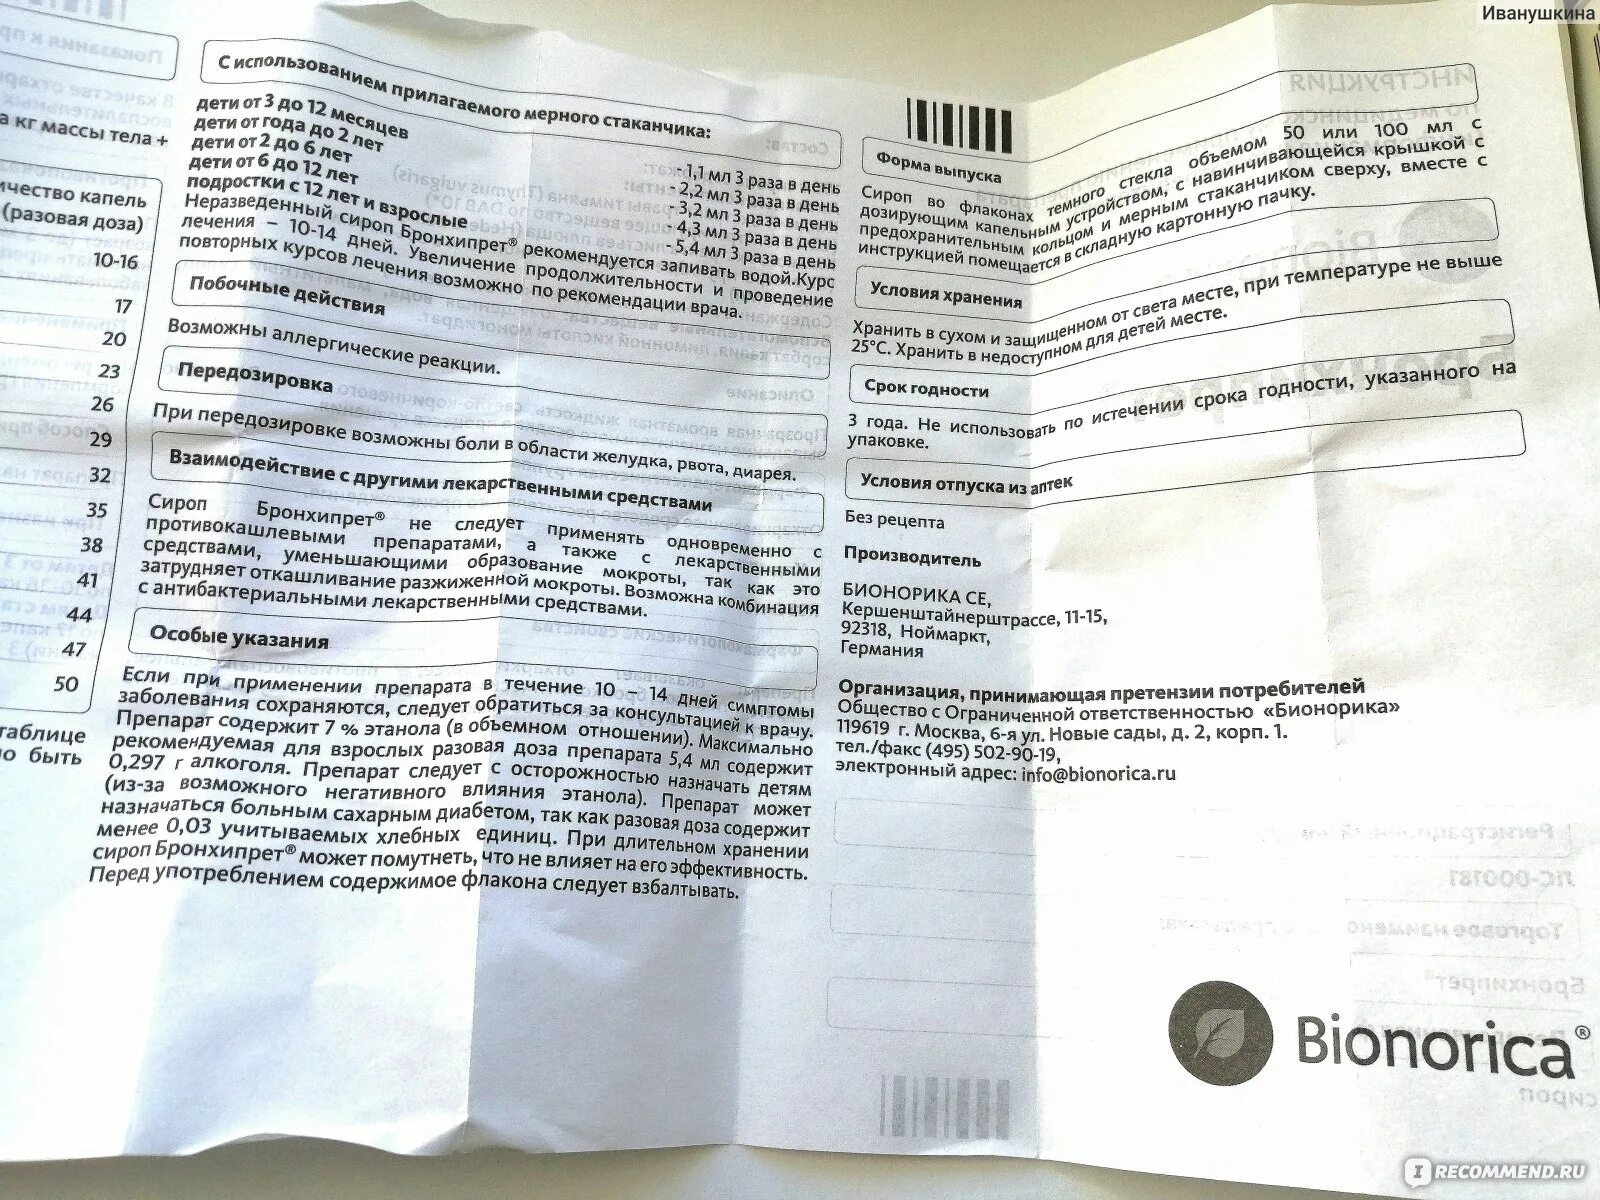 Иванушкина
а кг массы тела +
ичество капель
(разовая доза)
10-16
17
20
23
26
29
32
35
38
41
44
47
50
таблице
но быть
С использованием прилагаемого мерного стаканчика:
дети от 3 до 12 месяцев - 1,1 мл 3 раза в день
дети от года до 2 лет - 2,2 мл 3 раза в день
дети от 2 до 6 лет - 3,2 мл 3 раза в день
дети от 6 до 12 лет - 4,3 мл 3 раза в день
подростки с 12 лет и взрослые - 5,4 мл 3 раза в день
Неразведенный сироп Бронхипрет® рекомендуется запивать водой.Курс
лечения – 10-14 дней. Увеличение продолжительности и проведение
повторных курсов лечения возможно по рекомендации врача.
Побочные действия
Возможны аллергические реакции.
Передозировка
При передозировке возможны боли в области желудка, рвота, диарея.
Взаимодействие с другими лекарственными средствами
Сироп Бронхипрет® не следует применять одновременно с
противокашлевыми препаратами, а также с лекарственными
средствами, уменьшающими образование мокроты, так как это
затрудняет откашливание разжиженной мокроты. Возможна комбинация
с антибактериальными лекарственными средствами.
Особые указания
Если при применении препарата в течение 10 – 14 дней симптомы
заболевания сохраняются, следует обратиться за консультацией к врачу.
Препарат содержит 7 % этанола (в объемном отношении). Максимально
рекомендуемая для взрослых разовая доза препарата 5,4 мл содержит
0,297 г алкоголя. Препарат следует с осторожностью назначать детям
(из-за возможного негативного влияния этанола). Препарат может
назначаться больным сахарным диабетом, так как разовая доза содержит
менее 0,03 учитываемых хлебных единиц. При длительном хранении
сироп Бронхипрет® может помутнеть, что не влияет на его эффективность.
Перед употреблением содержимое флакона следует взбалтывать.
Форма выпуска
Сироп во флаконах темного стекла объемом 50 или 100 мл с
дозирующим капельным устройством, с навинчивающейся крышкой с
предохранительным кольцом и мерным стаканчиком сверху, вместе с
инструкцией помещается в складную картонную пачку.
Условия хранения
Хранить в сухом и защищенном от света месте, при температуре не выше
25°С. Хранить в недоступном для детей месте.
Срок годности
3 года. Не использовать по истечении срока годности, указанного на
упаковке.
Условия отпуска из аптек
Без рецепта
Производитель
БИОНОРИКА СЕ,
Кершенштайнерштрассе, 11-15,
92318, Ноймаркт,
Германия
Организация, принимающая претензии потребителей
Общество с Ограниченной ответственностью «Бионорика»
119619 г. Москва, 6-я ул. Новые сады, д. 2, корп. 1.
тел./факс (495) 502-90-19,
электронный адрес: info@bionorica.ru
Bionorica®
IRECOMMEND.RU